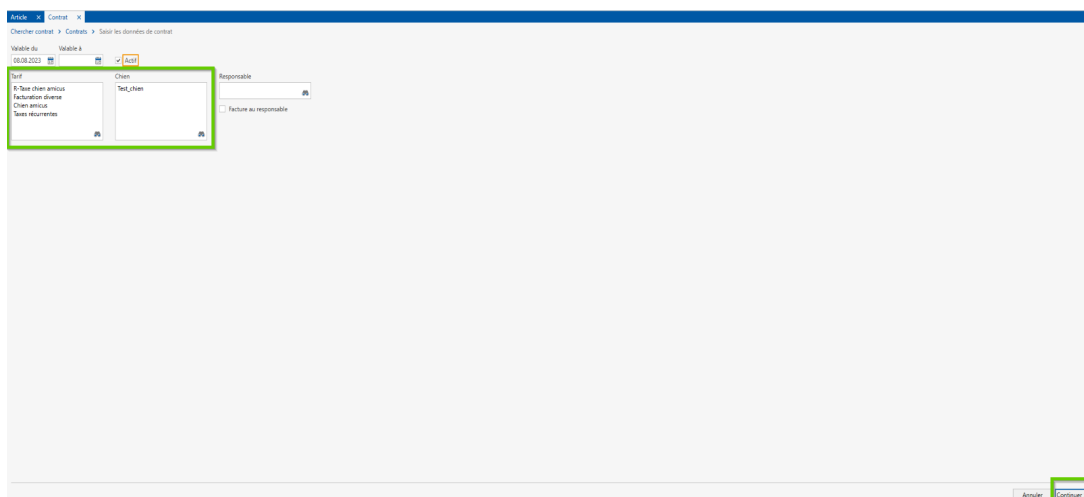 Article × Contrat ×
Chercher contrat > Contrats > Saisir les données de contrat
Valable du Valable à
08.08.2023 Actif
Tarif Chien Responsable
R-Taxe chien amicus Test_chien
Facturation diverse
Chien amicus Facture au responsable
Taxes récurrentes
Annuler Continuer